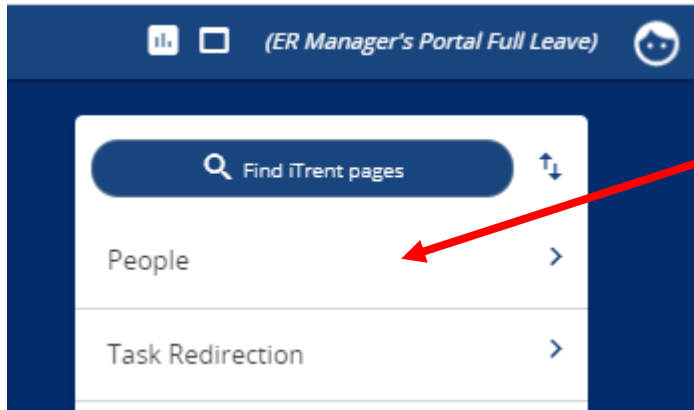 (ER Manager's Portal Full Leave)
Find iTrent pages
People
Task Redirection